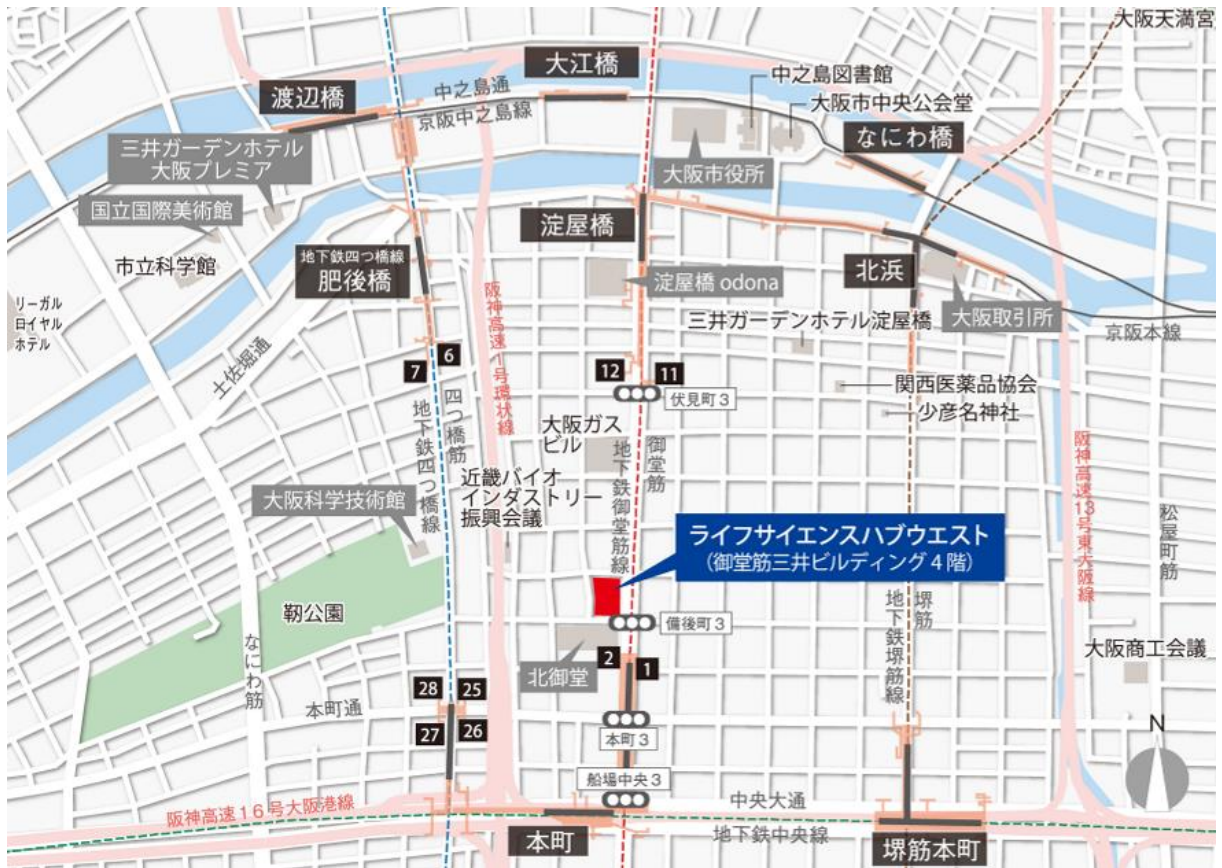 大阪天満宮
大江橋
渡辺橋
中之島通
京阪中之島線
中之島図書館
大阪市中央公会堂
なにわ橋
三井ガーデンホテル
大阪プレミア
大阪市役所
国立国際美術館
淀屋橋
地下鉄四つ橋線
肥後橋
市立科学館
北浜
淀屋橋 odona
大阪取引所
リーガル
ロイヤル
ホテル
阪神高速1号環状線
三井ガーデンホテル淀屋橋
京阪本線
土佐堀通
7
6
12
11
伏見町3
関西医薬品協会
少彦名神社
四つ橋筋
地下鉄四つ橋線
大阪ガス
ビル
地下鉄御堂筋線
御堂筋
阪神高速13号東大阪線
近畿バイオ
インダストリー
振興会議
大阪科学技術館
松屋町筋
ライフサイエンスハブウエスト
(御堂筋三井ビルディング4階)
靱公園
備後町3
堺筋
地下鉄堺筋線
なにわ筋
北御堂
2
1
大阪商工会議
28
25
本町通
27
26
本町3
N
船場中央3
阪神高速16号大阪港線
中央大通
本町
地下鉄中央線
堺筋本町